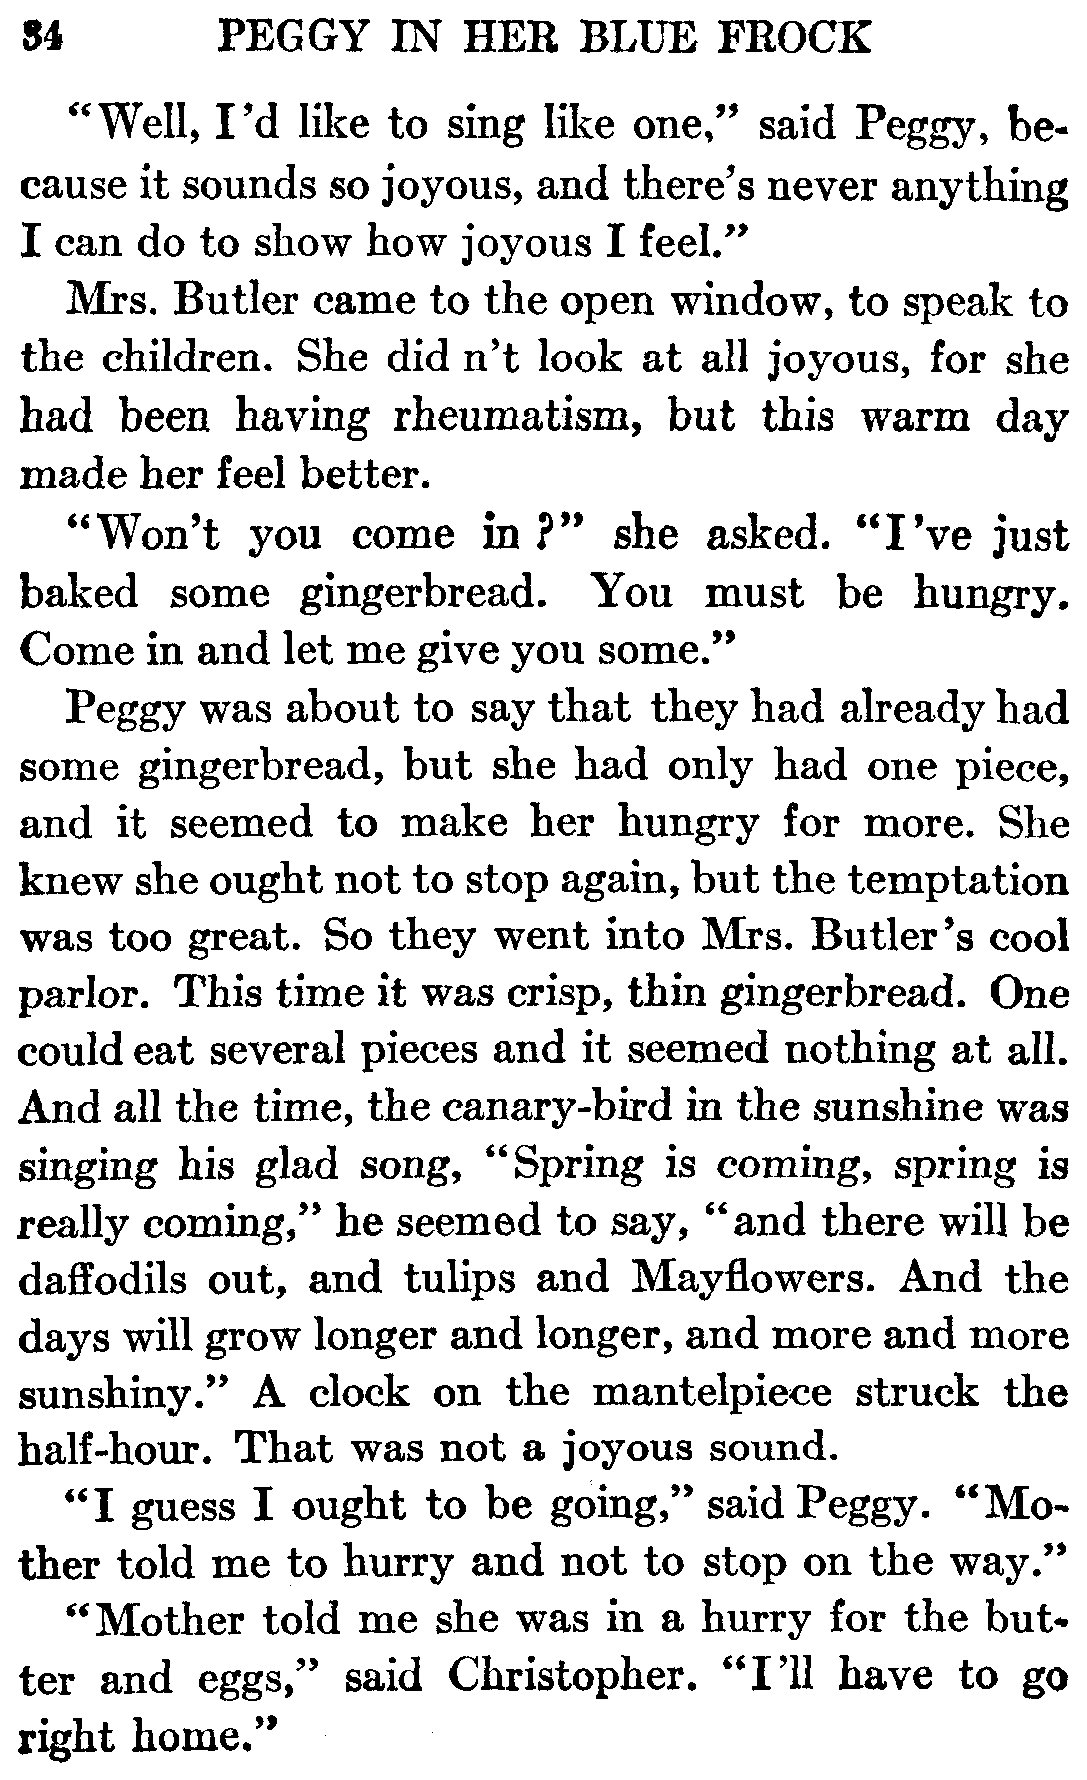 34 PEGGY IN HER BLUE FROCK
"Well, I'd like to sing like one," said Peggy, be-
cause it sounds so joyous, and there's never anything
I can do to show how joyous I feel."
Mrs. Butler came to the open window, to speak to
the children. She did n't look at all joyous, for she
had been having rheumatism, but this warm day
made her feel better.
"Won't you come in?" she asked. "I've just
baked some gingerbread. You must be hungry.
Come in and let me give you some."
Peggy was about to say that they had already had
some gingerbread, but she had only had one piece,
and it seemed to make her hungry for more. She
knew she ought not to stop again, but the temptation
was too great. So they went into Mrs. Butler's cool
parlor. This time it was crisp, thin gingerbread. One
could eat several pieces and it seemed nothing at all.
And all the time, the canary-bird in the sunshine was
singing his glad song, "Spring is coming, spring is
really coming," he seemed to say, "and there will be
daffodils out, and tulips and Mayflowers. And the
days will grow longer and longer, and more and more
sunshiny." A clock on the mantelpiece struck the
half-hour. That was not a joyous sound.
"I guess I ought to be going," said Peggy. "Mo-
ther told me to hurry and not to stop on the way."
"Mother told me she was in a hurry for the but-
ter and eggs," said Christopher. "I'll have to go
right home."